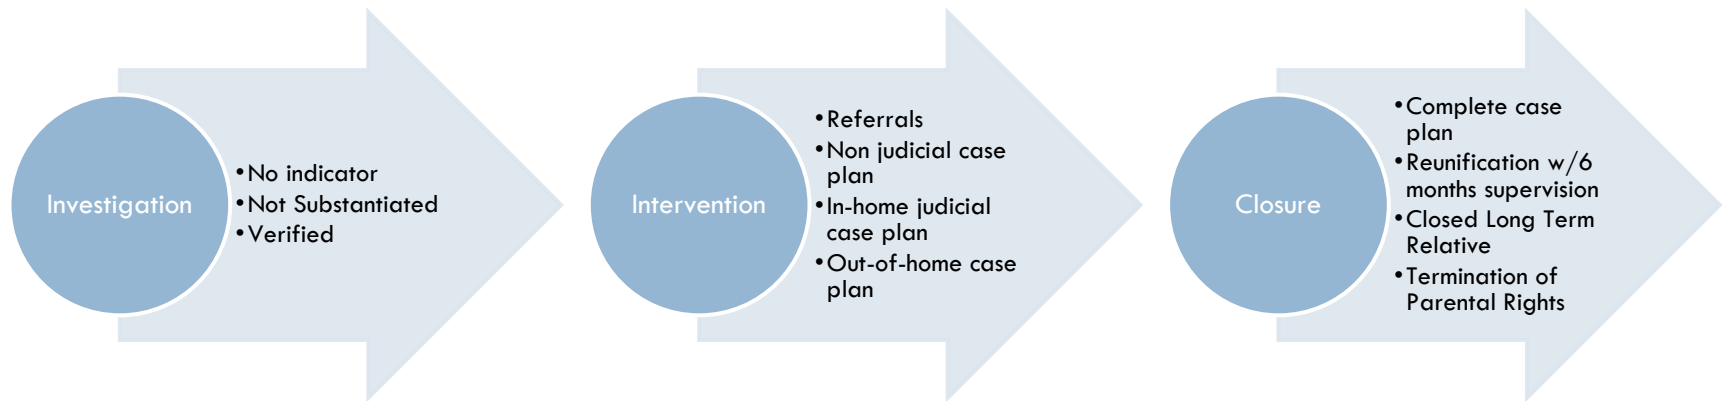 Investigation
•No indicator
•Not Substantiated
•Verified
Intervention
•Referrals
•Non judicial case
plan
•In-home judicial
case plan
•Out-of-home case
plan
Closure
•Complete case
plan
•Reunification w/6
months supervision
•Closed Long Term
Relative
•Termination of
Parental Rights